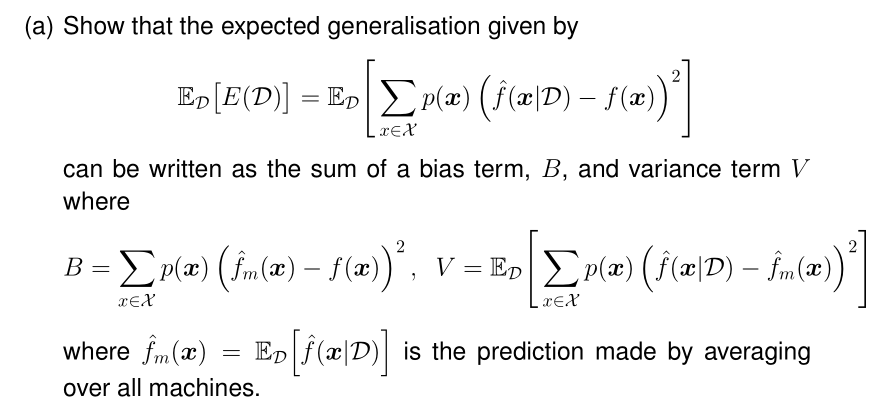 (a) Show that the expected generalisation given by
$\mathbb{E}_{\mathcal{D}}\left[E(\mathcal{D})\right] = \mathbb{E}_{\mathcal{D}}\left[\sum_{x \in \mathcal{X}} p(\boldsymbol{x}) \left(\hat{f}(\boldsymbol{x}|\mathcal{D}) - f(\boldsymbol{x})\right)^2\right]$
can be written as the sum of a bias term, $B$, and variance term $V$
where
$B = \sum_{x \in \mathcal{X}} p(\boldsymbol{x}) \left(\hat{f}_m(\boldsymbol{x}) - f(\boldsymbol{x})\right)^2, \; V = \mathbb{E}_{\mathcal{D}}\left[\sum_{x \in \mathcal{X}} p(\boldsymbol{x}) \left(\hat{f}(\boldsymbol{x}|\mathcal{D}) - \hat{f}_m(\boldsymbol{x})\right)^2\right]$
where $\hat{f}_m(\boldsymbol{x}) = \mathbb{E}_{\mathcal{D}}\left[\hat{f}(\boldsymbol{x}|\mathcal{D})\right]$ is the prediction made by averaging
over all machines.